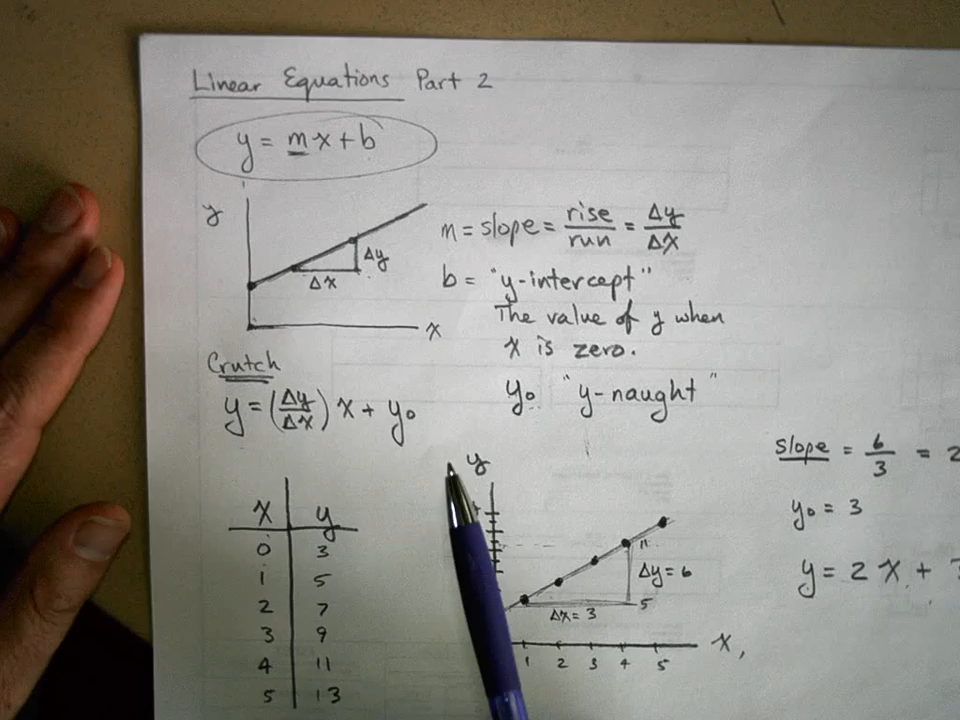 Linear Equations Part 2
y = mx + b
y
Δy
Δx
x
m = slope = rise/run = Δy/Δx
b = "y-intercept"
The value of y when
x is zero.
y₀ "y-naught"
Crutch
y = (Δy/Δx) x + y₀
x y
0 3
1 5
2 7
3 9
4 11
5 13
y
11
Δy = 6
5
Δx = 3
1 2 3 4 5
x,
slope = 6/3 = 2
y₀ = 3
y = 2x +